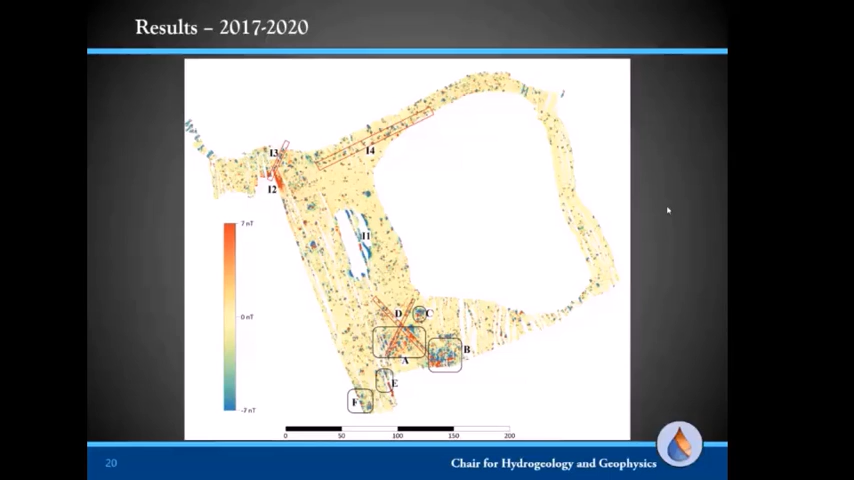 Results – 2017-2020
I3
I4
I2
7 nT
I1
0 nT
D
C
B
A
E
F
-7 nT
0 50 100 150 200
20
Chair for Hydrogeology and Geophysics